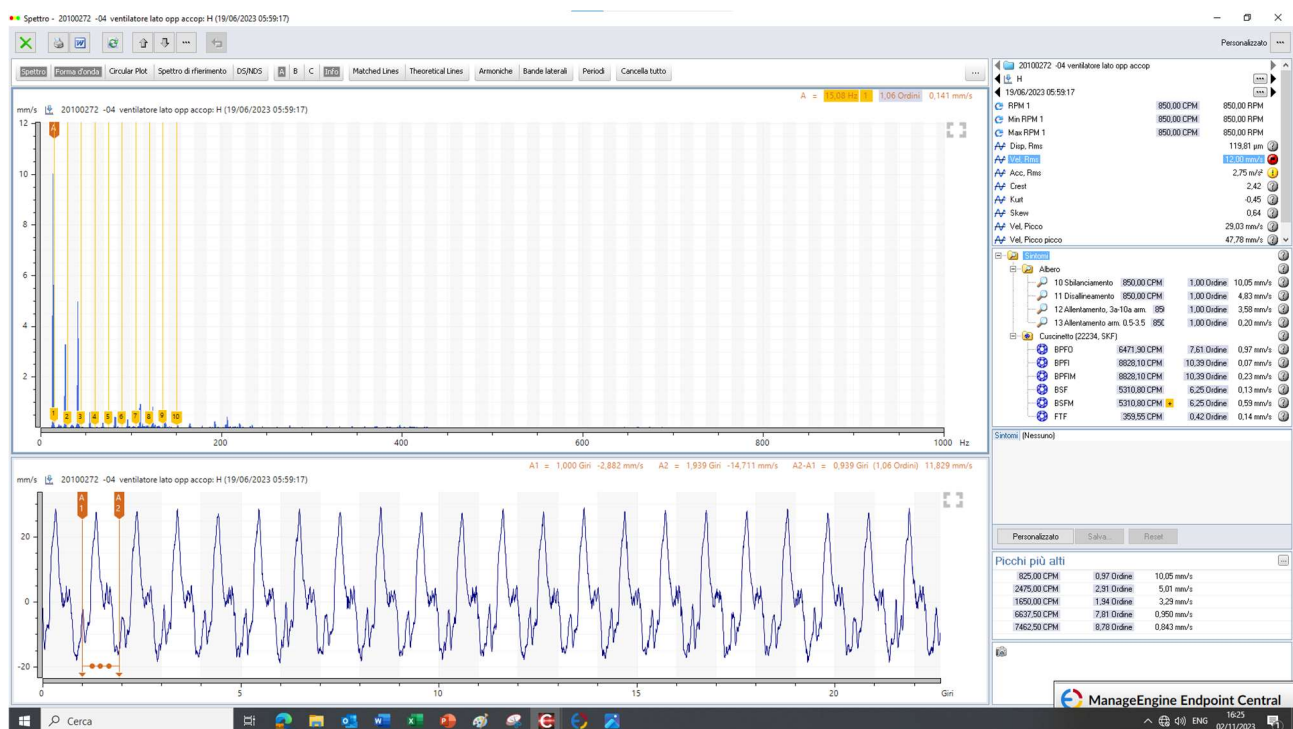 Spettro - 20100272 -04 ventilatore lato opp accop: H (19/06/2023 05:59:17)
Personalizzato
Spettro Forma d'onda Circular Plot Spettro di rfierimento DS/NDS A B C Info Matched Lines Theoretical Lines Armoniche Bande laterali Periodi Cancella tutto
A = 15,08 Hz 1 1,06 Ordini 0,141 mm/s
mm/s 20100272 -04 ventilatore lato opp accop: H (19/06/2023 05:59:17)
12
A
10
8
6
4
2
1 2 3 4 5 6 7 8 9 10
0 200 400 600 800 1000 Hz
A1 = 1,000 Giri -2,882 mm/s A2 = 1,939 Giri -14,711 mm/s A2-A1 = 0,939 Giri (1,06 Ordini) 11,829 mm/s
mm/s 20100272 -04 ventilatore lato opp accop: H (19/06/2023 05:59:17)
A 1 A 2
20
0
-20
0 5 10 15 20 Giri
20100272 -04 ventilatore lato opp accop
H
19/06/2023 05:59:17
RPM 1 850,00 CPM 850,00 RPM
Min RPM 1 850,00 CPM 850,00 RPM
Max RPM 1 850,00 CPM 850,00 RPM
Disp, Rms 119,81 µm
Vel, Rms 12,00 mm/s
Acc, Rms 2,75 m/s²
Crest 2,42
Kurt -0,45
Skew 0,64
Vel, Picco 29,03 mm/s
Vel, Picco picco 47,78 mm/s
Sintomi
Albero
10 Sbilanciamento 850,00 CPM 1,00 Ordine 10,05 mm/s
11 Disallineamento 850,00 CPM 1,00 Ordine 4,83 mm/s
12 Allentamento, 3a-10a arm. 85 1,00 Ordine 3,58 mm/s
13 Allentamento arm. 0.5-3.5 850 1,00 Ordine 0,20 mm/s
Cuscinetto (22234, SKF)
BPFO 6471,90 CPM 7,61 Ordine 0,97 mm/s
BPFI 8828,10 CPM 10,39 Ordine 0,07 mm/s
BPFIM 8828,10 CPM 10,39 Ordine 0,23 mm/s
BSF 5310,80 CPM 6,25 Ordine 0,13 mm/s
BSFM 5310,80 CPM + 6,25 Ordine 0,59 mm/s
FTF 359,55 CPM 0,42 Ordine 0,14 mm/s
Sintomi (Nessuno)
Personalizzato Salva... Reset
Picchi più alti
825,00 CPM 0,97 Ordine 10,05 mm/s
2475,00 CPM 2,91 Ordine 5,01 mm/s
1650,00 CPM 1,94 Ordine 3,29 mm/s
6637,50 CPM 7,81 Ordine 0,950 mm/s
7462,50 CPM 8,78 Ordine 0,843 mm/s
ManageEngine Endpoint Central
Cerca
ENG
16:25
02/11/2023